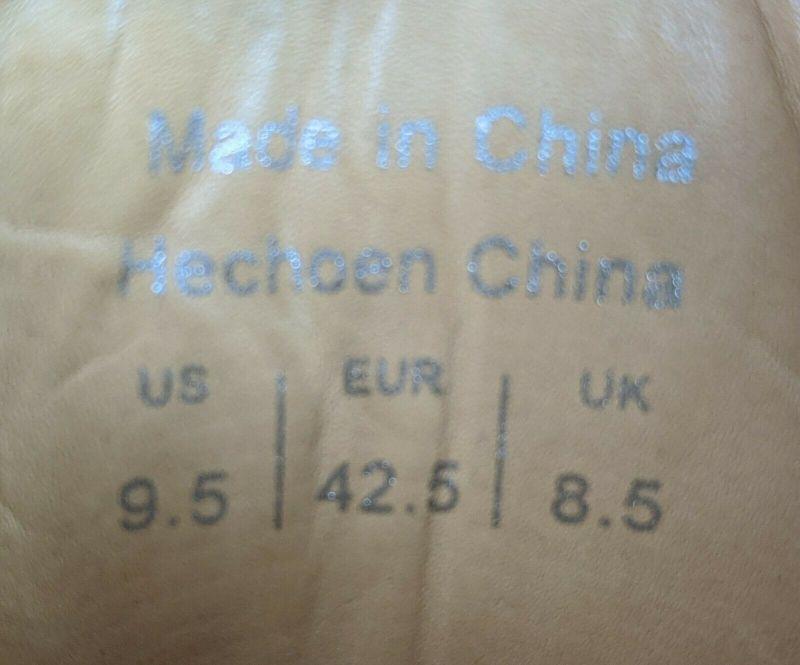 Made in China
Hechoen China
US | EUR | UK
9.5 | 42.5 | 8.5